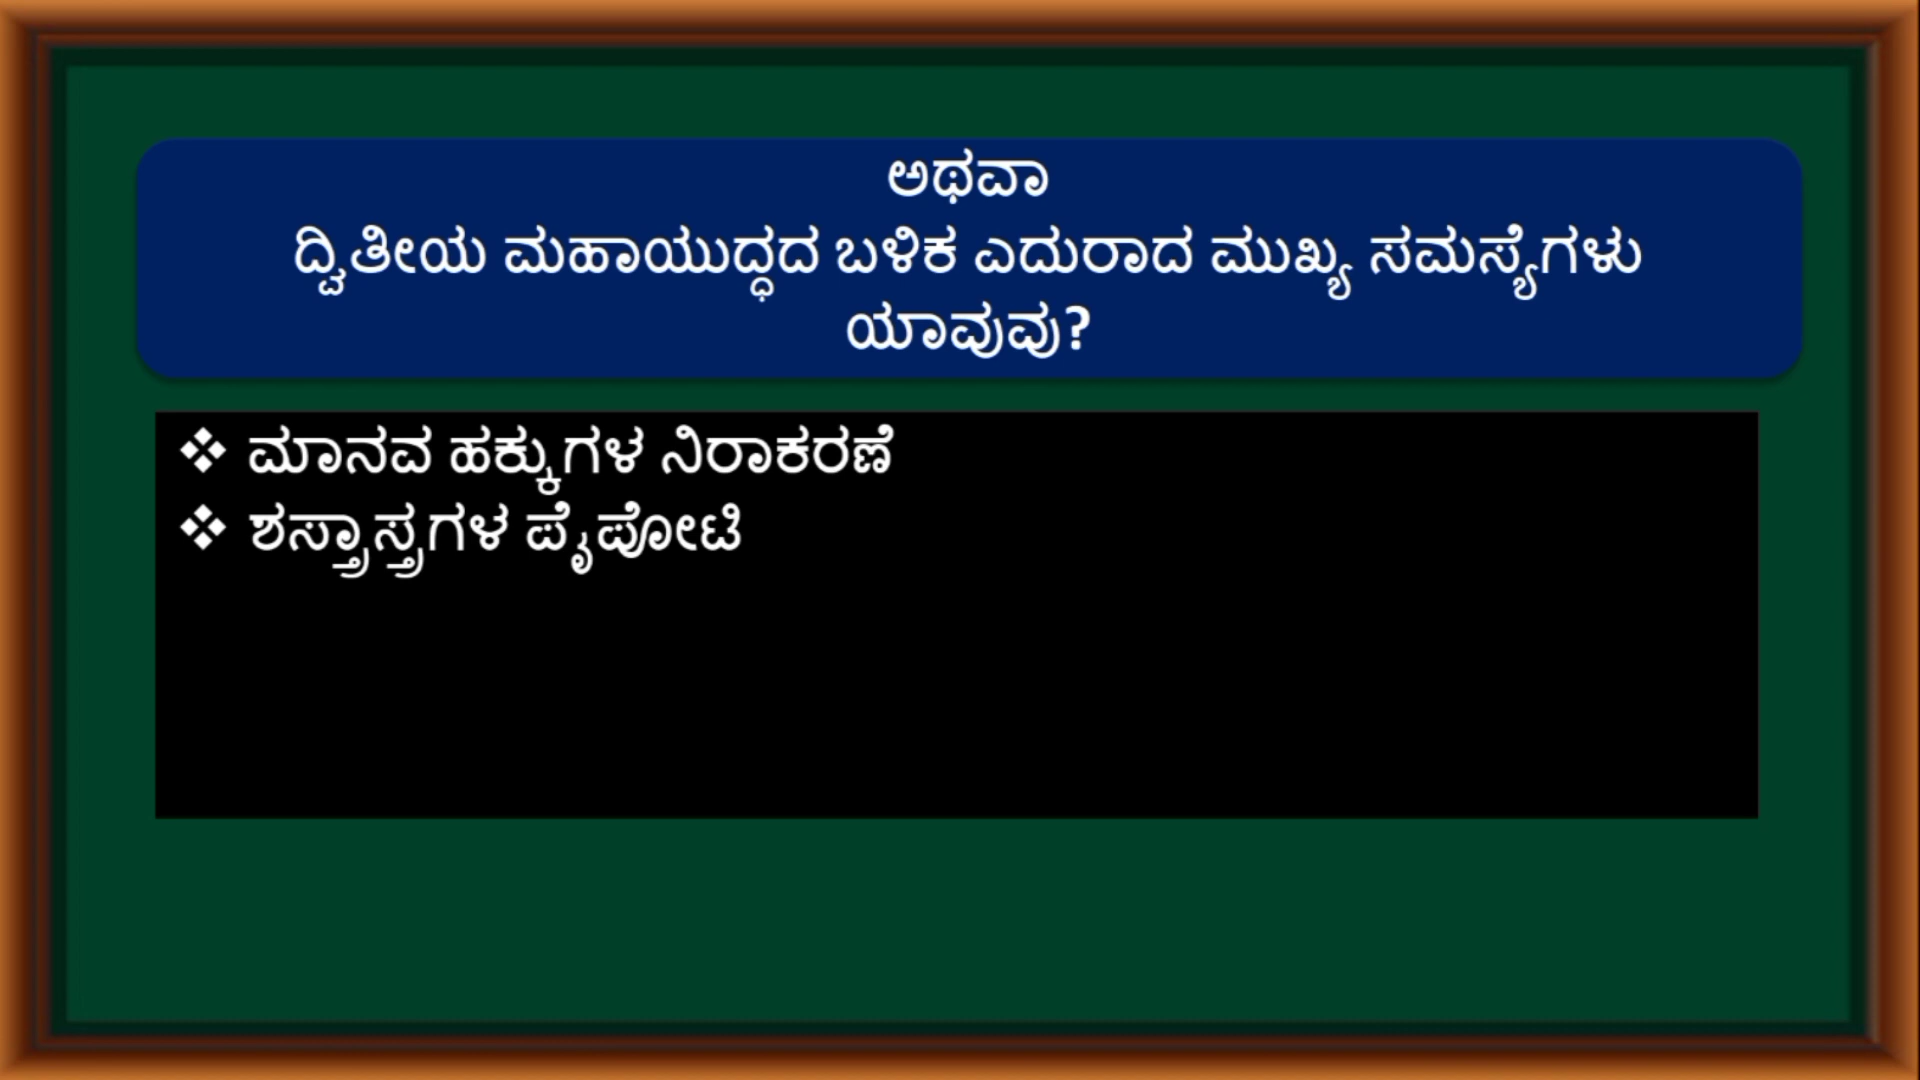 ಅಥವಾ
ದ್ವಿತೀಯ ಮಹಾಯುದ್ಧದ ಬಳಿಕ ಎದುರಾದ ಮುಖ್ಯ ಸಮಸ್ಯೆಗಳು
ಯಾವುವು?
❖ ಮಾನವ ಹಕ್ಕುಗಳ ನಿರಾಕರಣೆ
❖ ಶಸ್ತ್ರಾಸ್ತ್ರಗಳ ಪೈಪೋಟಿ